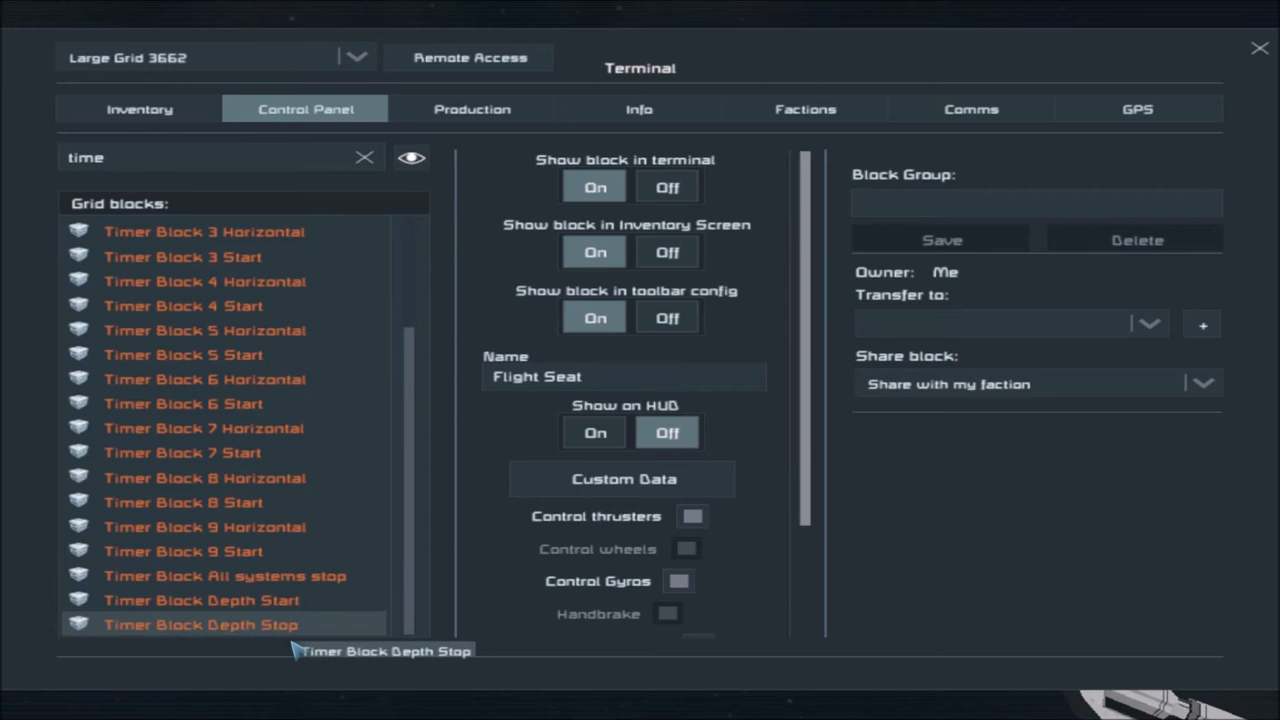 Large Grid 3662
Remote Access
Terminal
Inventory
Control Panel
Production
Info
Factions
Comms
GPS
time
Grid blocks:
Timer Block 3 Horizontal
Timer Block 3 Start
Timer Block 4 Horizontal
Timer Block 4 Start
Timer Block 5 Horizontal
Timer Block 5 Start
Timer Block 6 Horizontal
Timer Block 6 Start
Timer Block 7 Horizontal
Timer Block 7 Start
Timer Block 8 Horizontal
Timer Block 8 Start
Timer Block 9 Horizontal
Timer Block 9 Start
Timer Block All systems stop
Timer Block Depth Start
Timer Block Depth Stop
Timer Block Depth Stop
Show block in terminal
On Off
Show block in Inventory Screen
On Off
Show block in toolbar config
On Off
Name
Flight Seat
Show on HUD
On Off
Custom Data
Control thrusters
Control wheels
Control Gyros
Handbrake
Block Group:
Save
Delete
Owner: Me
Transfer to:
+
Share block:
Share with my faction